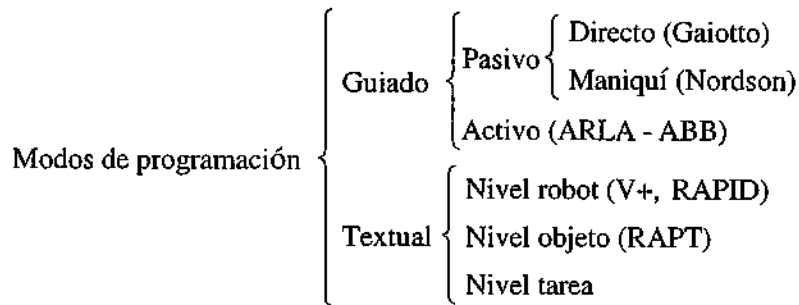 Modos de programación
Guiado
Pasivo
Directo (Gaiotto)
Maniquí (Nordson)
Activo (ARLA - ABB)
Textual
Nivel robot (V+, RAPID)
Nivel objeto (RAPT)
Nivel tarea